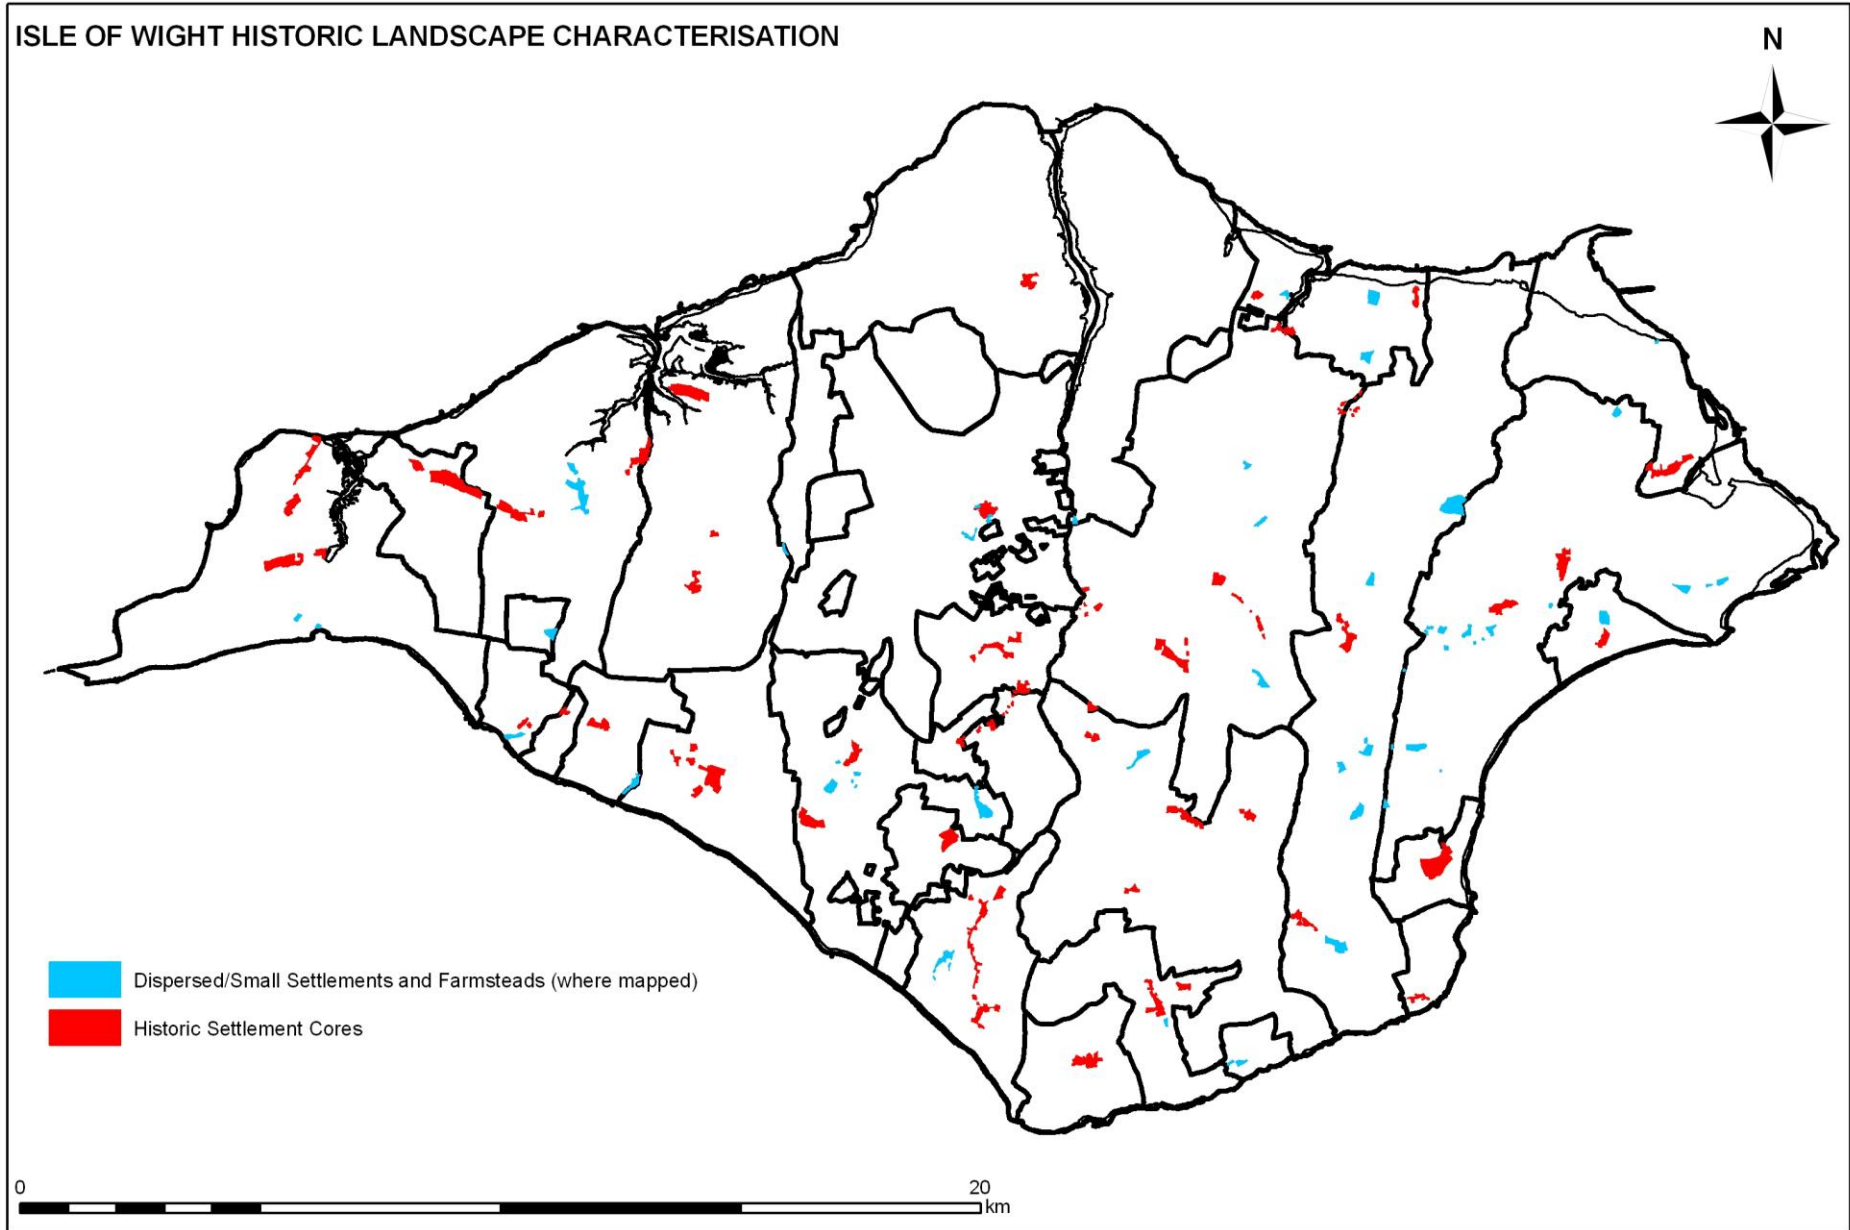 ISLE OF WIGHT HISTORIC LANDSCAPE CHARACTERISATION
N
Dispersed/Small Settlements and Farmsteads (where mapped)
Historic Settlement Cores
0 20
km